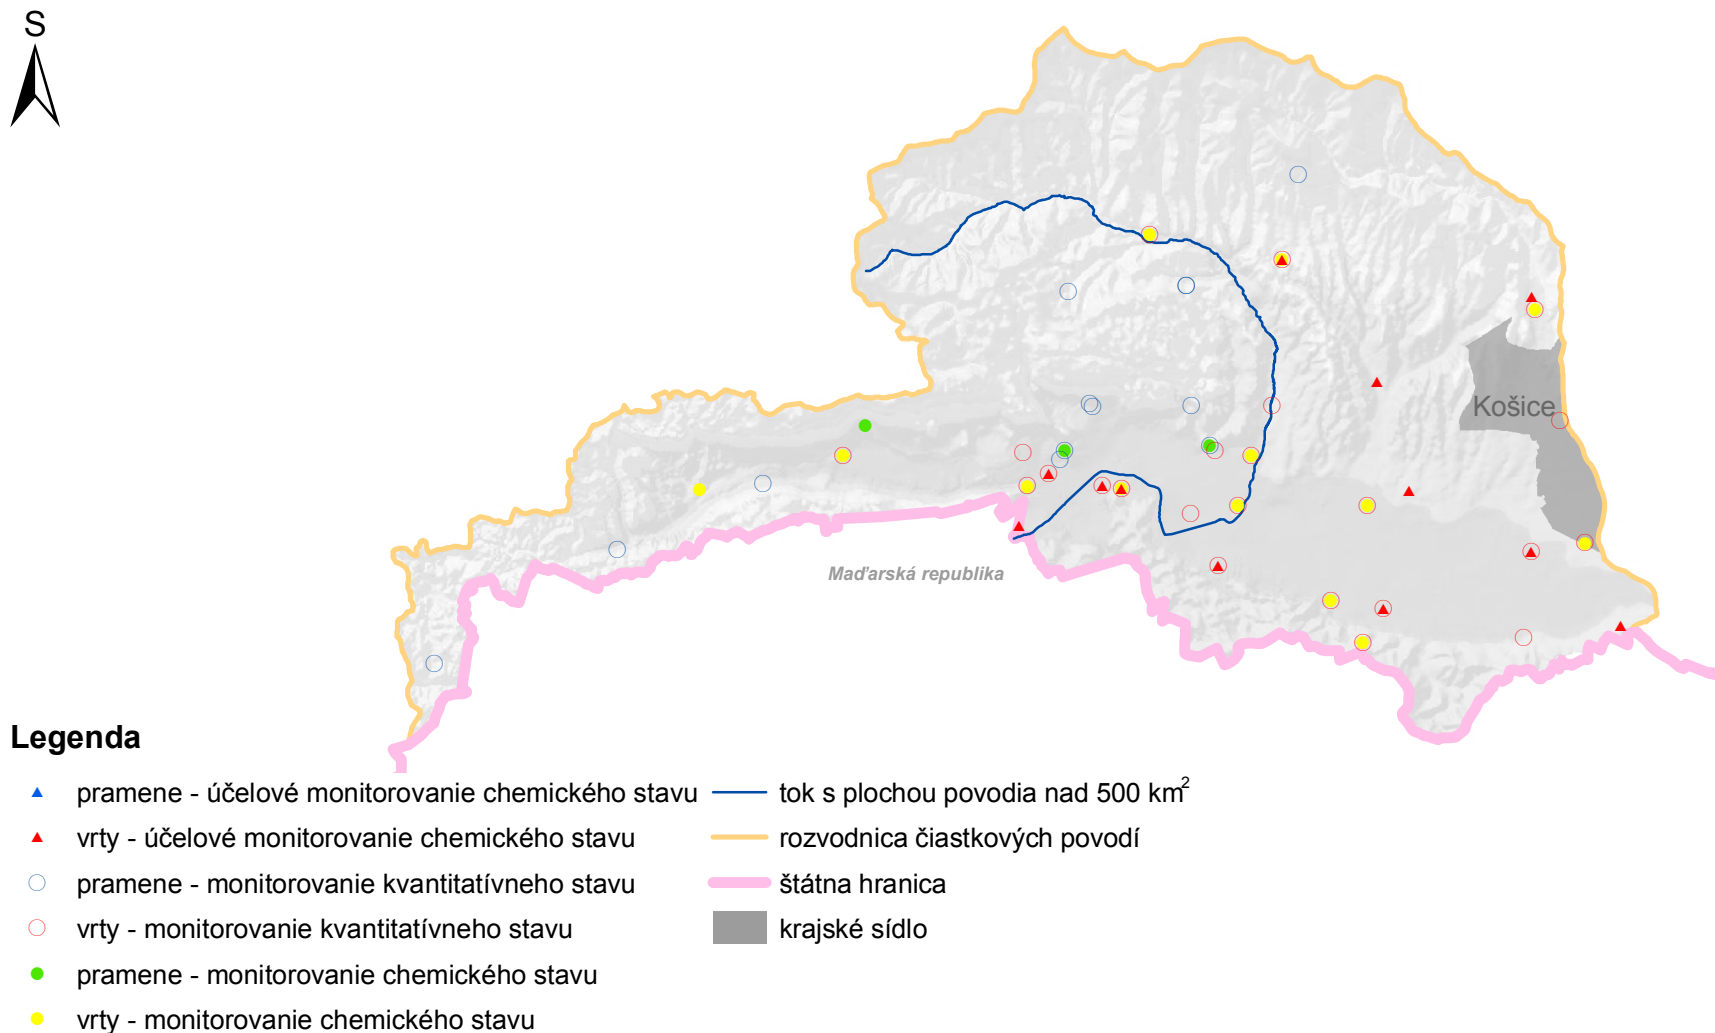 S
Košice
Maďarská republika
Legenda
pramene - účelové monitorovanie chemického stavu
vrty - účelové monitorovanie chemického stavu
pramene - monitorovanie kvantitatívneho stavu
vrty - monitorovanie kvantitatívneho stavu
pramene - monitorovanie chemického stavu
vrty - monitorovanie chemického stavu
tok s plochou povodia nad 500 km²
rozvodnica čiastkových povodí
štátna hranica
krajské sídlo